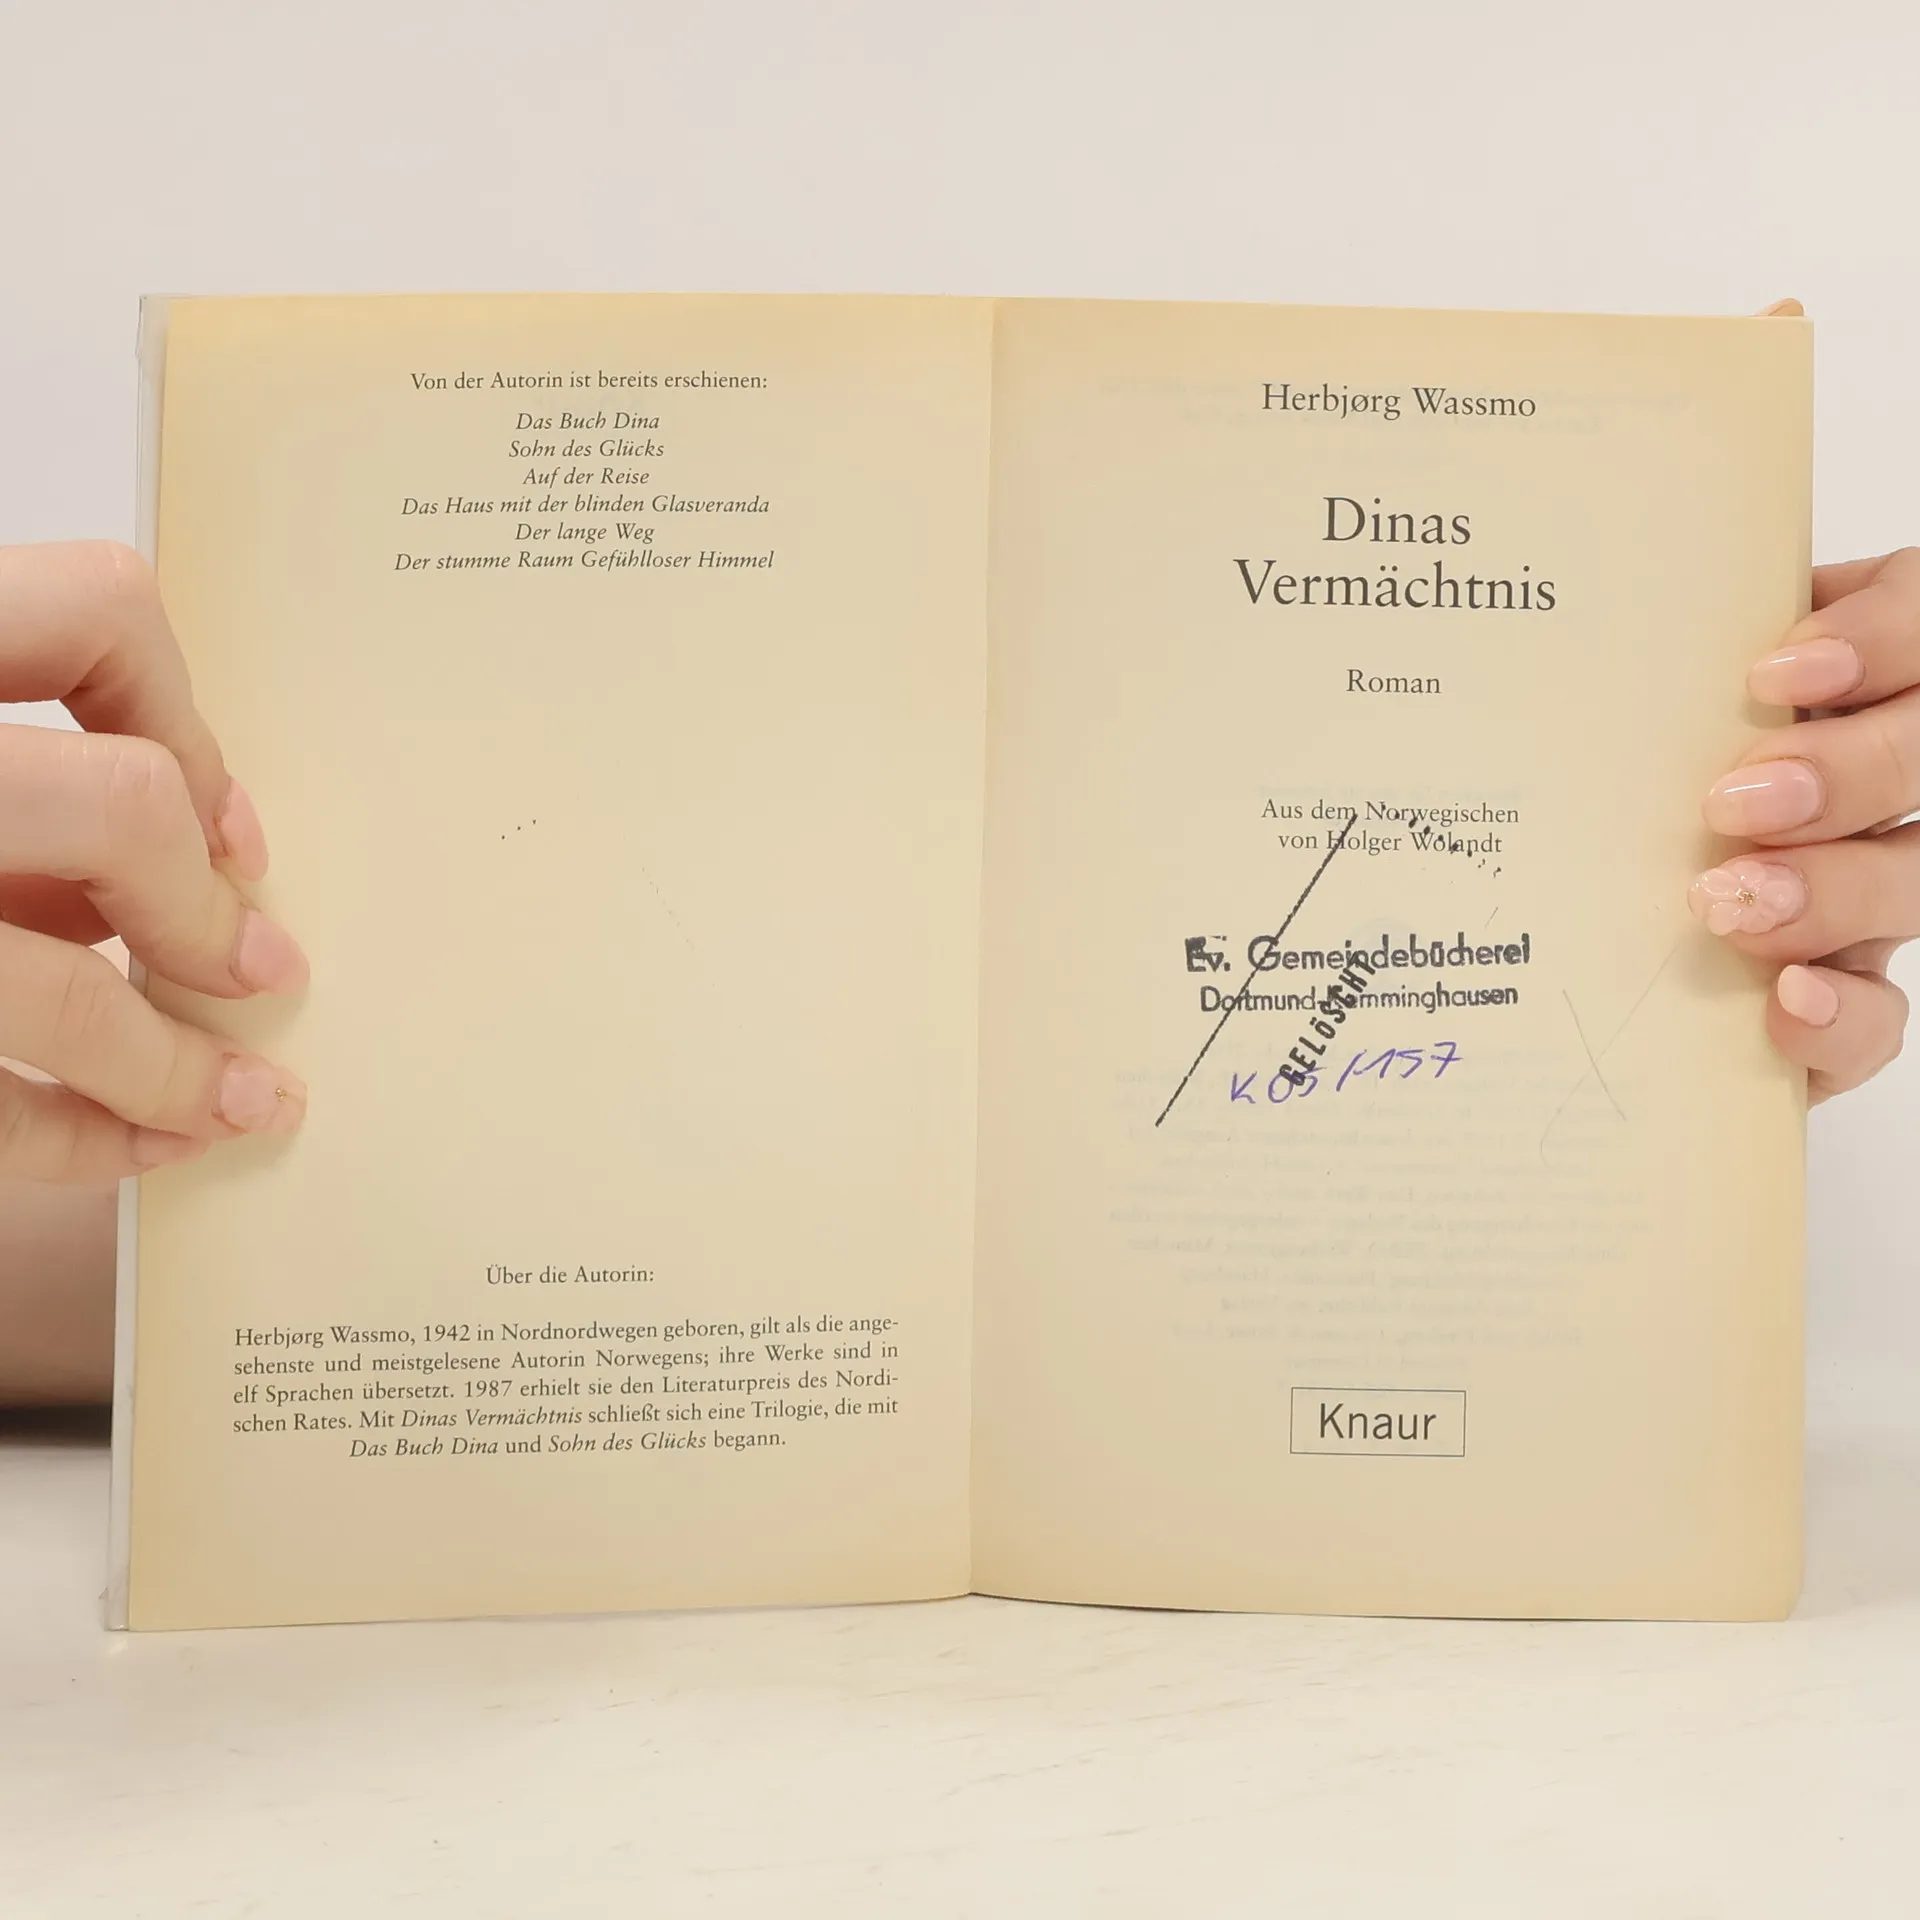 Von der Autorin ist bereits erschienen:
Das Buch Dina
Sohn des Glücks
Auf der Reise
Das Haus mit der blinden Glasveranda
Der lange Weg
Der stumme Raum Gefühlloser Himmel
Über die Autorin:
Herbjørg Wassmo, 1942 in Nordnordwegen geboren, gilt als die ange-
sehenste und meistgelesene Autorin Norwegens; ihre Werke sind in
elf Sprachen übersetzt. 1987 erhielt sie den Literaturpreis des Nordi-
schen Rates. Mit Dinas Vermächtnis schließt sich eine Trilogie, die mit
Das Buch Dina und Sohn des Glücks begann.
Herbjørg Wassmo
Dinas
Vermächtnis
Roman
Aus dem Norwegischen
von Holger Wolandt
Ev. Gemeindebücherei
Dortmund-Kemminghausen
GELÖSCHT
K 05/1157
Knaur